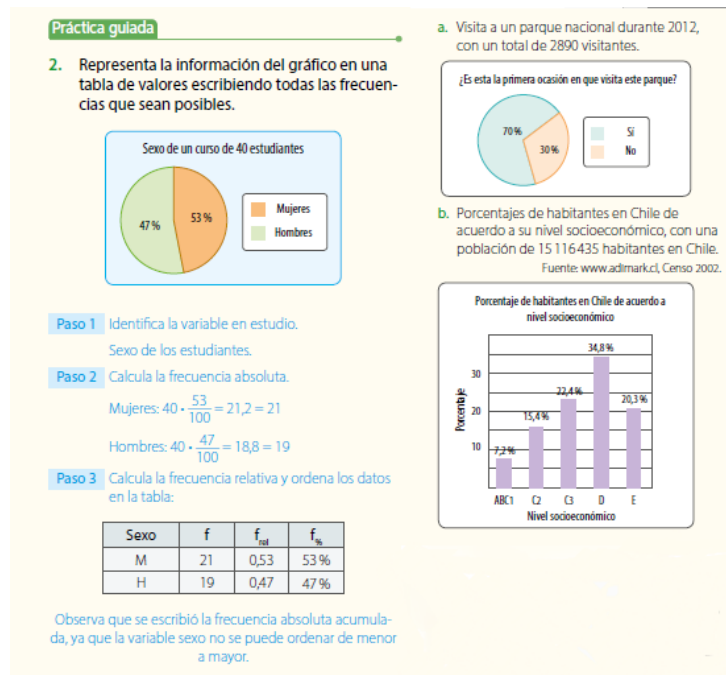 Práctica guiada
2. Representa la información del gráfico en una
tabla de valores escribiendo todas las frecuen-
cias que sean posibles.
Sexo de un curso de 40 estudiantes
47 %
53 %
Mujeres
Hombres
Paso 1 Identifica la variable en estudio.
Sexo de los estudiantes.
Paso 2 Calcula la frecuencia absoluta.
Mujeres: 40 • 53/100 = 21,2 = 21
Hombres: 40 • 47/100 = 18,8 = 19
Paso 3 Calcula la frecuencia relativa y ordena los datos
en la tabla:
Sexo f f rel f %
M 21 0,53 53 %
H 19 0,47 47 %
Observa que se escribió la frecuencia absoluta acumula-
da, ya que la variable sexo no se puede ordenar de menor
a mayor.
a. Visita a un parque nacional durante 2012,
con un total de 2890 visitantes.
¿Es esta la primera ocasión en que visita este parque?
70 %
30 %
Sí
No
b. Porcentajes de habitantes en Chile de
acuerdo a su nivel socioeconómico, con una
población de 15 116 435 habitantes en Chile.
Fuente: www.adimark.cl, Censo 2002.
Porcentaje de habitantes en Chile de acuerdo a
nivel socioeconómico
Porcentaje
30
20
10
7,2 %
15,4 %
22,4 %
34,8 %
20,3 %
ABC1 C2 C3 D E
Nivel socioeconómico